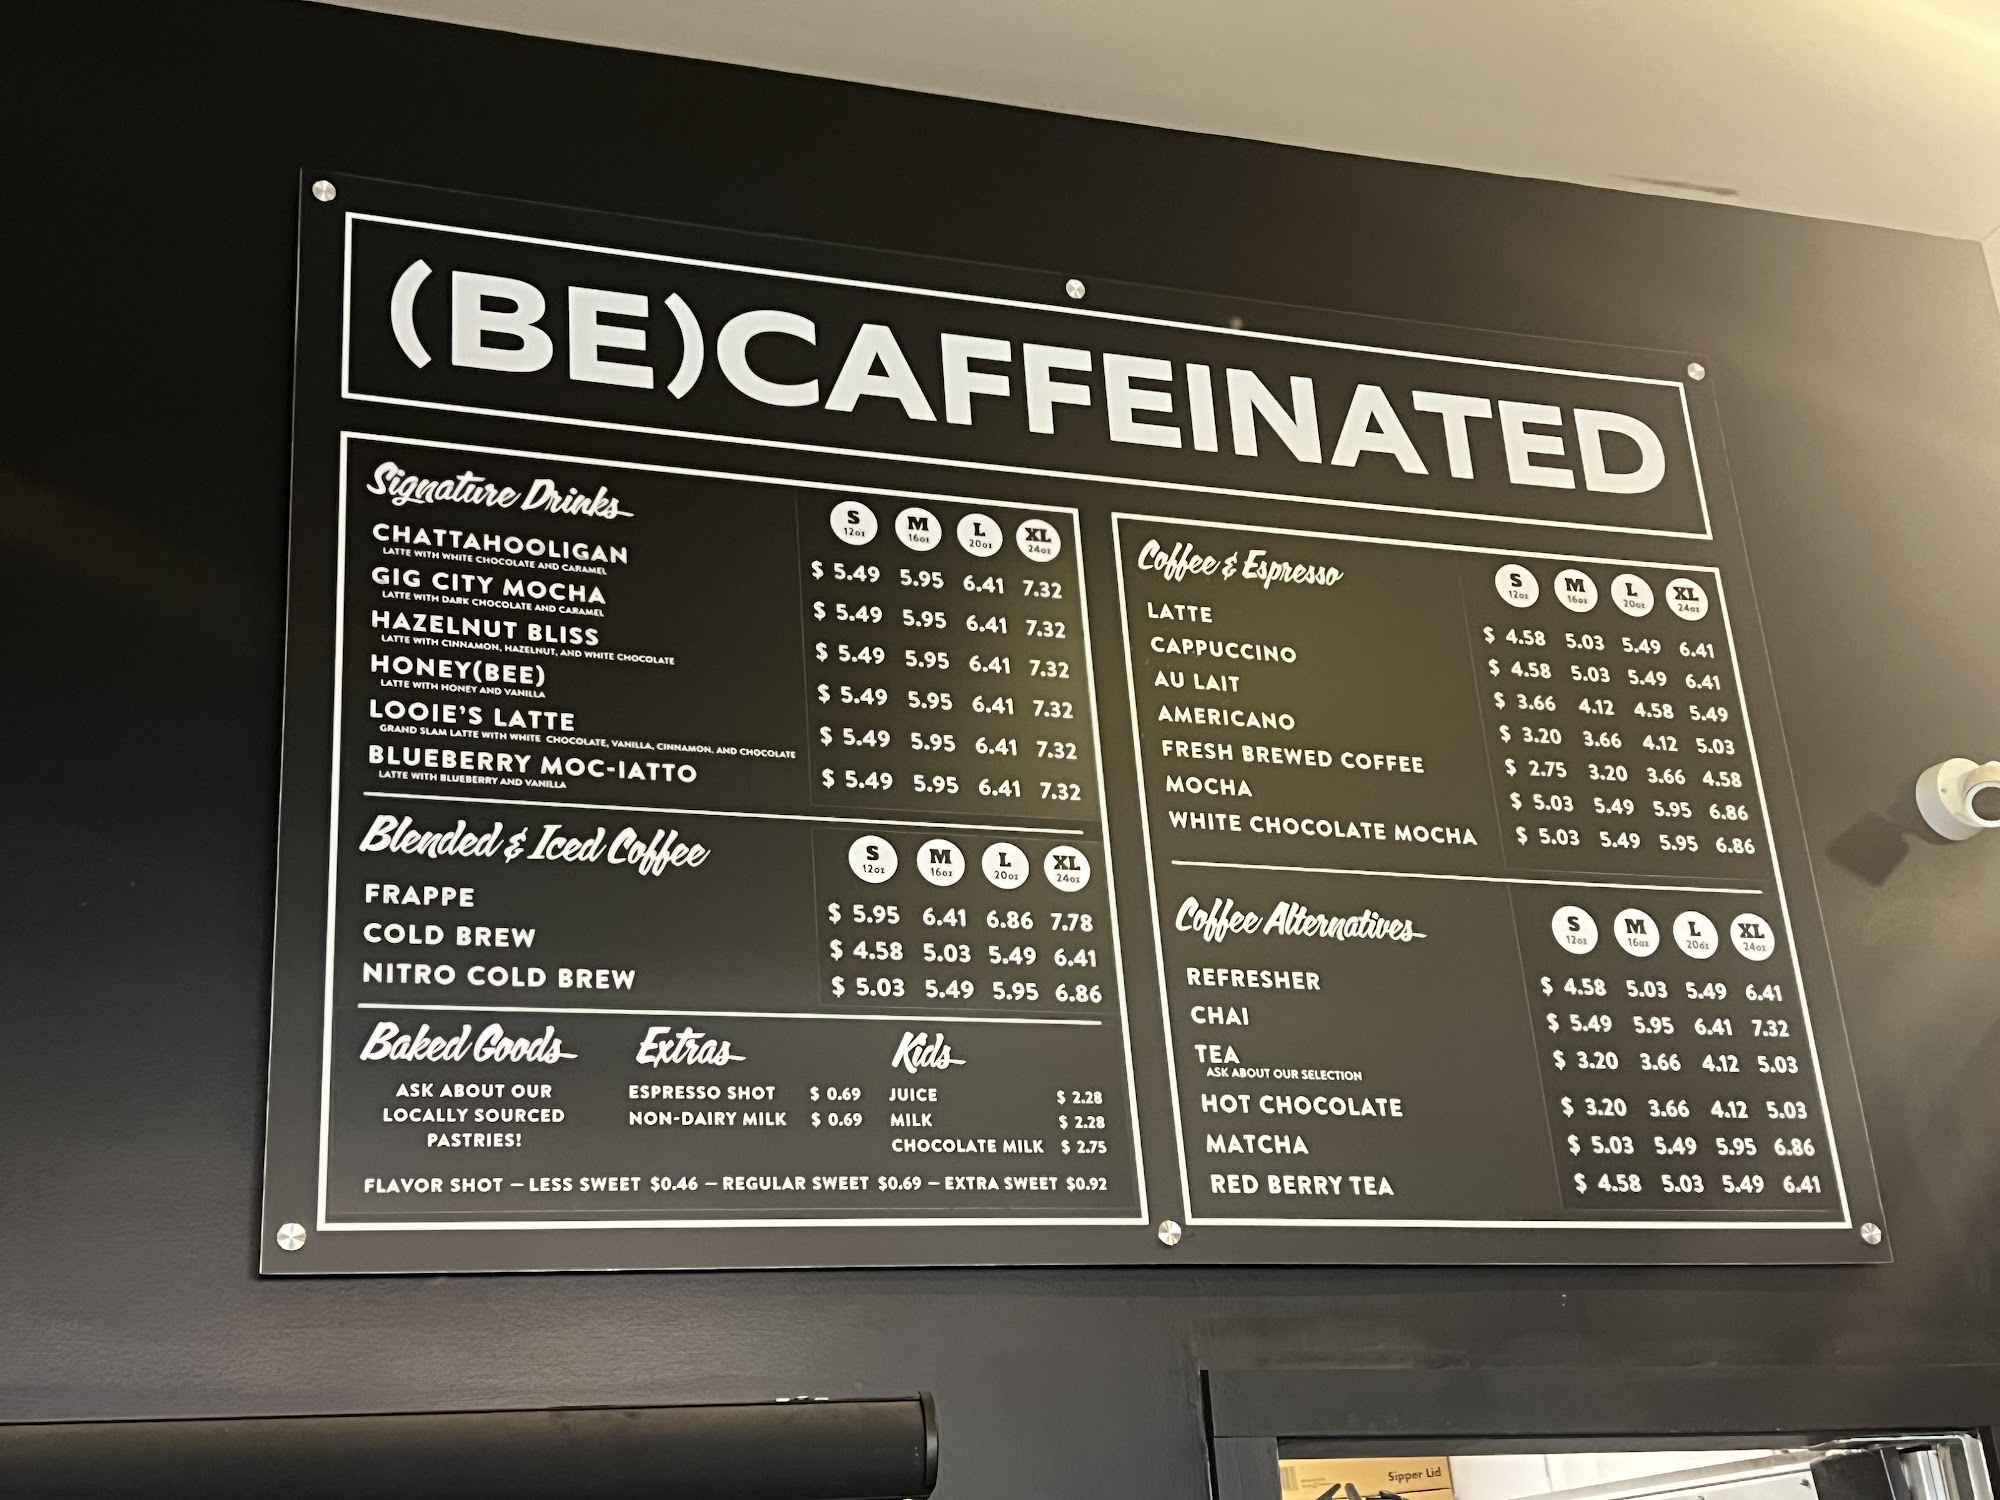 (BE)CAFFEINATED
Signature Drinks
S 12oz M 16oz L 20oz XL 24oz
CHATTAHOOLIGAN $ 5.49 5.95 6.41 7.32
LATTE WITH WHITE CHOCOLATE AND CARAMEL
GIG CITY MOCHA $ 5.49 5.95 6.41 7.32
LATTE WITH DARK CHOCOLATE AND CARAMEL
HAZELNUT BLISS $ 5.49 5.95 6.41 7.32
LATTE WITH CINNAMON, HAZELNUT, AND WHITE CHOCOLATE
HONEY(BEE) $ 5.49 5.95 6.41 7.32
LATTE WITH HONEY AND VANILLA
LOOIE'S LATTE $ 5.49 5.95 6.41 7.32
GRAND SLAM LATTE WITH WHITE CHOCOLATE, VANILLA, CINNAMON, AND CHOCOLATE
BLUEBERRY MOC-IATTO $ 5.49 5.95 6.41 7.32
LATTE WITH BLUEBERRY AND VANILLA
Blended & Iced Coffee
S 12oz M 16oz L 20oz XL 24oz
FRAPPE $ 5.95 6.41 6.86 7.78
COLD BREW $ 4.58 5.03 5.49 6.41
NITRO COLD BREW $ 5.03 5.49 5.95 6.86
Baked Goods
ASK ABOUT OUR
LOCALLY SOURCED
PASTRIES!
Extras
ESPRESSO SHOT $ 0.69
NON-DAIRY MILK $ 0.69
Kids
JUICE $ 2.28
MILK $ 2.28
CHOCOLATE MILK $ 2.75
FLAVOR SHOT – LESS SWEET $0.46 – REGULAR SWEET $0.69 – EXTRA SWEET $0.92
Coffee & Espresso
S 12oz M 16oz L 20oz XL 24oz
LATTE $ 4.58 5.03 5.49 6.41
CAPPUCCINO $ 4.58 5.03 5.49 6.41
AU LAIT $ 3.66 4.12 4.58 5.49
AMERICANO $ 3.20 3.66 4.12 5.03
FRESH BREWED COFFEE $ 2.75 3.20 3.66 4.58
MOCHA $ 5.03 5.49 5.95 6.86
WHITE CHOCOLATE MOCHA $ 5.03 5.49 5.95 6.86
Coffee Alternatives
S 12oz M 16oz L 20oz XL 24oz
REFRESHER $ 4.58 5.03 5.49 6.41
CHAI $ 5.49 5.95 6.41 7.32
TEA $ 3.20 3.66 4.12 5.03
ASK ABOUT OUR SELECTION
HOT CHOCOLATE $ 3.20 3.66 4.12 5.03
MATCHA $ 5.03 5.49 5.95 6.86
RED BERRY TEA $ 4.58 5.03 5.49 6.41
Sipper Lid